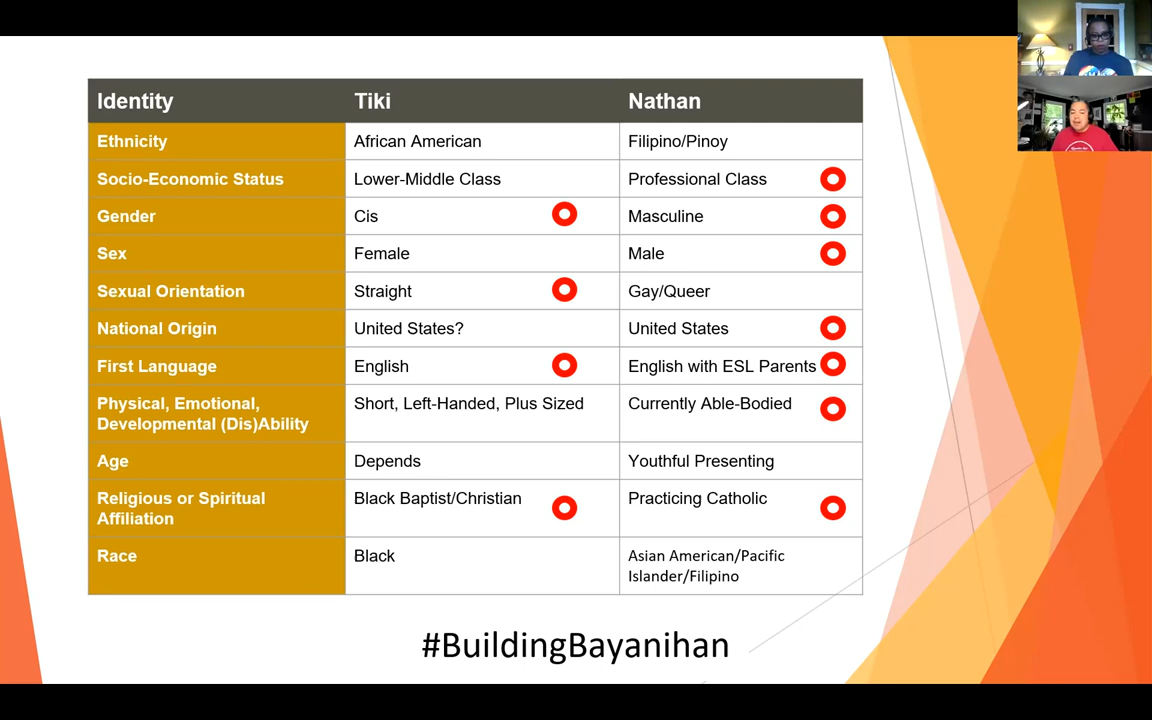 Identity Tiki Nathan
Ethnicity African American Filipino/Pinoy
Socio-Economic Status Lower-Middle Class Professional Class
Gender Cis Masculine
Sex Female Male
Sexual Orientation Straight Gay/Queer
National Origin United States? United States
First Language English English with ESL Parents
Physical, Emotional, Short, Left-Handed, Plus Sized Currently Able-Bodied
Developmental (Dis)Ability
Age Depends Youthful Presenting
Religious or Spiritual Black Baptist/Christian Practicing Catholic
Affiliation
Race Black Asian American/Pacific
Islander/Filipino
#BuildingBayanihan